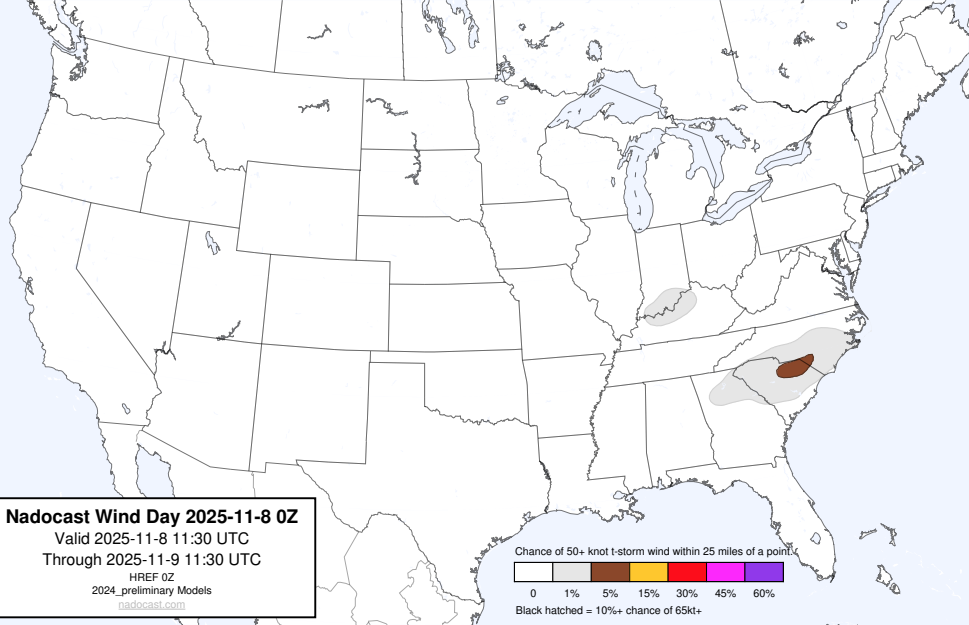 Nadocast Wind Day 2025-11-8 0Z
Valid 2025-11-8 11:30 UTC
Through 2025-11-9 11:30 UTC
HREF 0Z
2024_preliminary Models
nadocast.com
Chance of 50+ knot t-storm wind within 25 miles of a point.
0 1% 5% 15% 30% 45% 60%
Black hatched = 10%+ chance of 65kt+